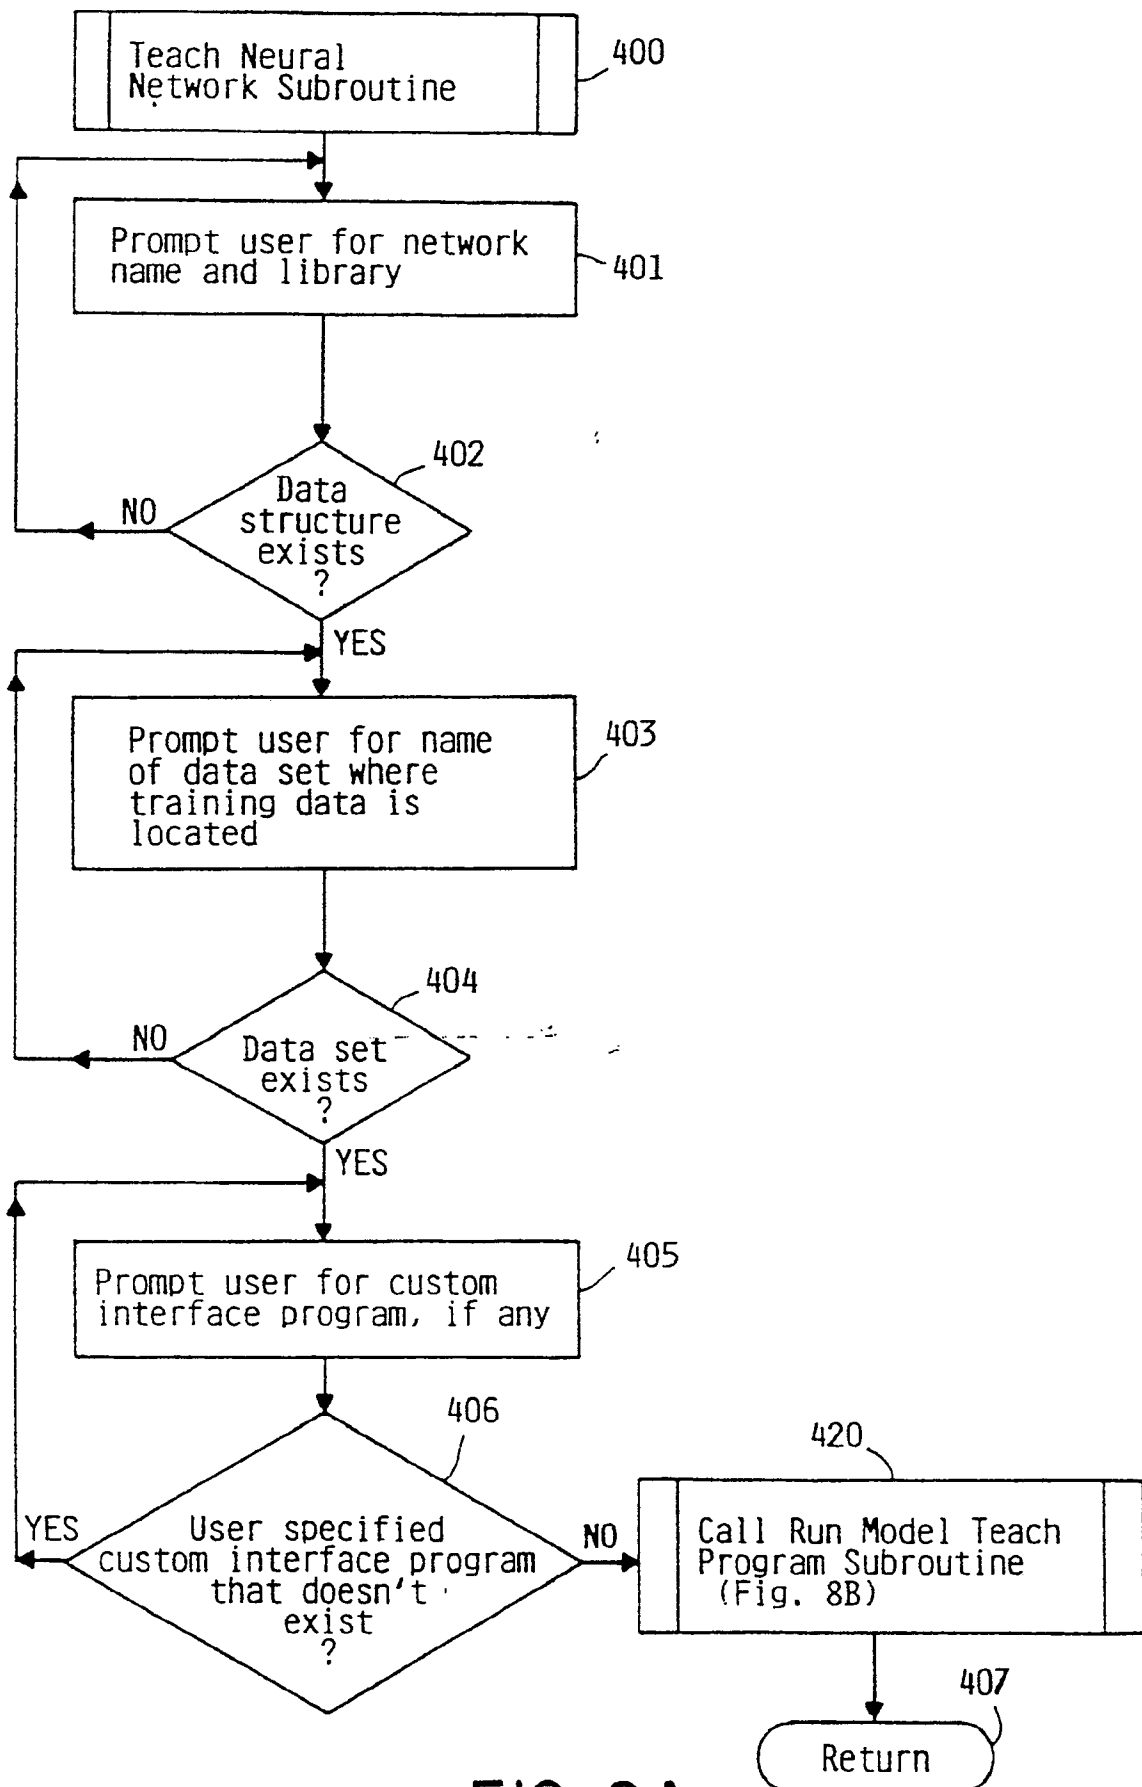 Teach Neural
Network Subroutine
400
Prompt user for network
name and library
401
402
Data
structure
exists
?
NO
YES
Prompt user for name
of data set where
training data is
located
403
404
Data set
exists
?
NO
YES
Prompt user for custom
interface program, if any
405
406
User specified
custom interface program
that doesn't
exist
?
YES
NO
420
Call Run Model Teach
Program Subroutine
(Fig. 8B)
407
Return